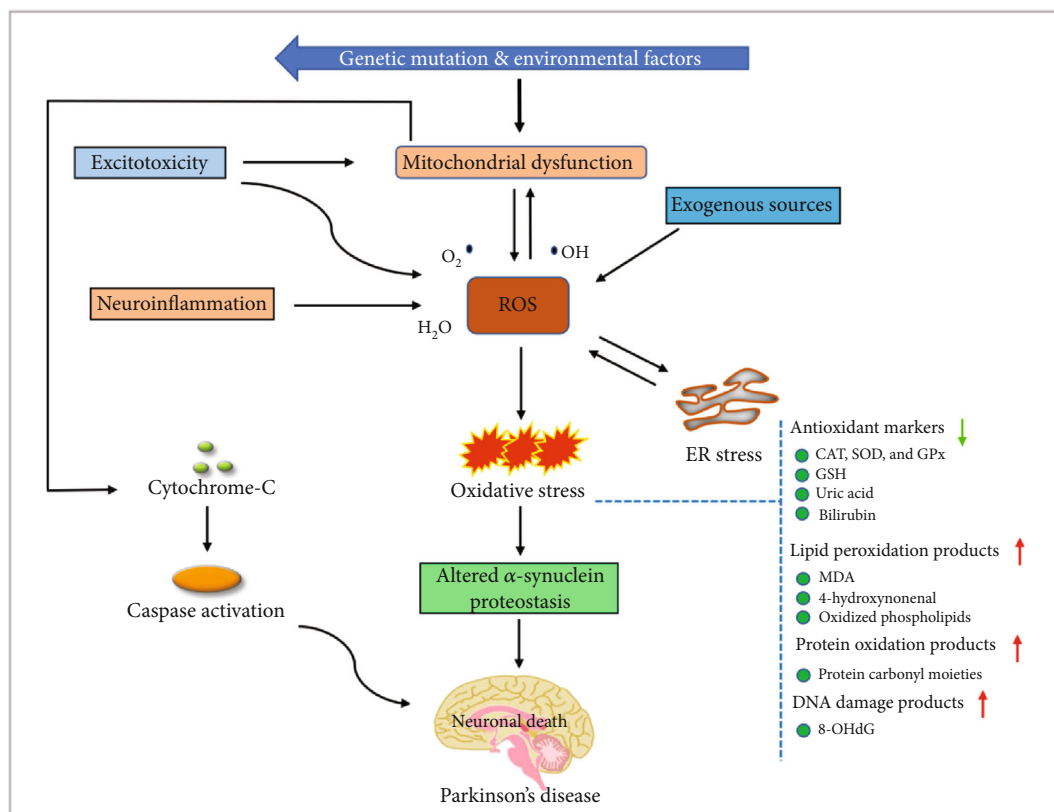 Genetic mutation & environmental factors
Excitotoxicity
Mitochondrial dysfunction
Exogenous sources
O₂•
•OH
Neuroinflammation
ROS
H₂O
ER stress
Cytochrome-C
Oxidative stress
Caspase activation
Altered α-synuclein
proteostasis
Neuronal death
Parkinson's disease
Antioxidant markers
CAT, SOD, and GPx
GSH
Uric acid
Bilirubin
Lipid peroxidation products
MDA
4-hydroxynonenal
Oxidized phospholipids
Protein oxidation products
Protein carbonyl moieties
DNA damage products
8-OHdG